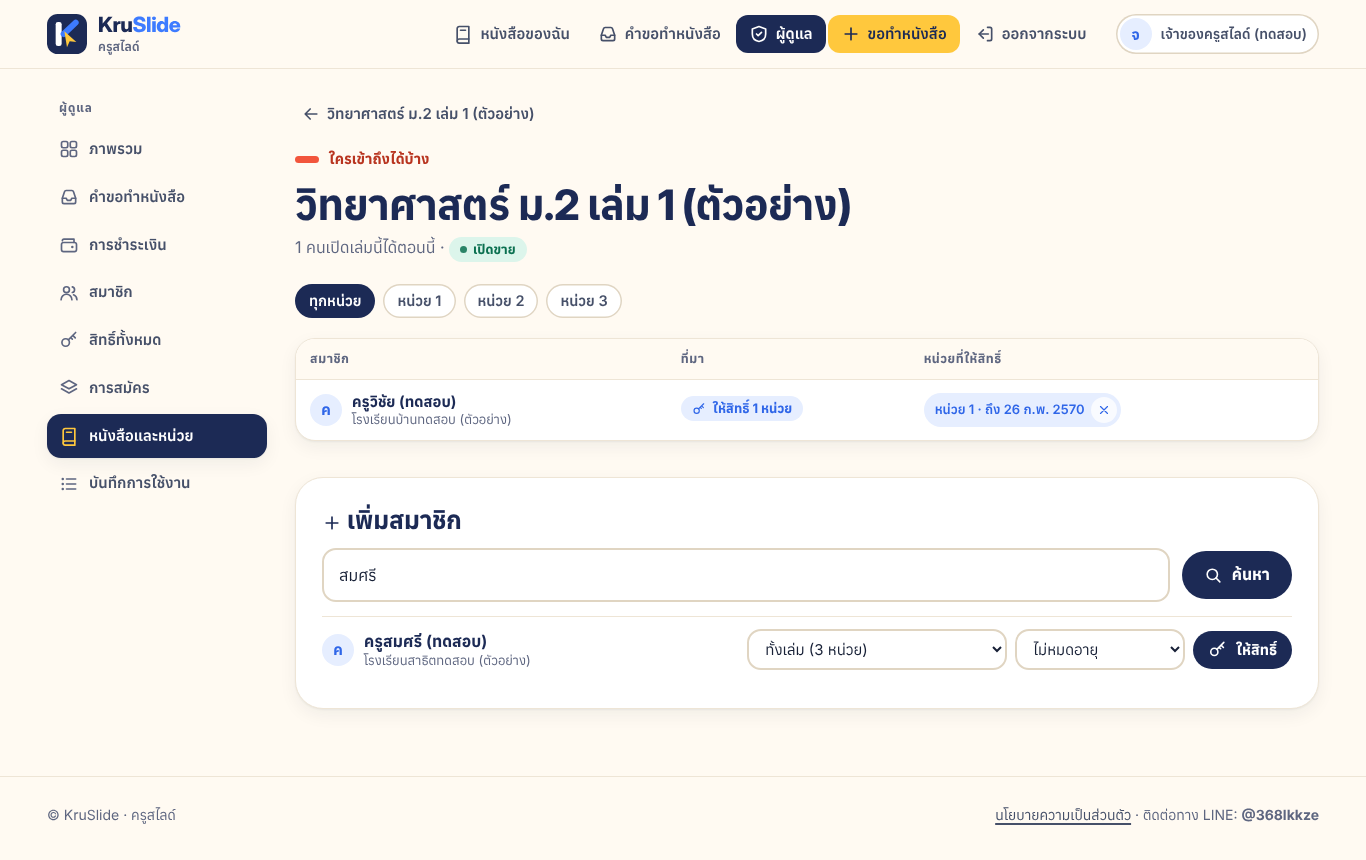 KruSlide
ครูสไลด์
หนังสือของฉัน
คำขอทำหนังสือ
ผู้ดูแล
ขอทำหนังสือ
ออกจากระบบ
จ เจ้าของครูสไลด์ (ทดสอบ)
ผู้ดูแล
ภาพรวม
คำขอทำหนังสือ
การชำระเงิน
สมาชิก
สิทธิ์ทั้งหมด
การสมัคร
หนังสือและหน่วย
บันทึกการใช้งาน
← วิทยาศาสตร์ ม.2 เล่ม 1 (ตัวอย่าง)
ใครเข้าถึงได้บ้าง
วิทยาศาสตร์ ม.2 เล่ม 1 (ตัวอย่าง)
1 คนเปิดเล่มนี้ได้ตอนนี้ · เปิดขาย
ทุกหน่วย หน่วย 1 หน่วย 2 หน่วย 3
สมาชิก ที่มา หน่วยที่ให้สิทธิ์
ค ครูวิชัย (ทดสอบ) ให้สิทธิ์ 1 หน่วย หน่วย 1 · ถึง 26 ก.พ. 2570 ×
โรงเรียนบ้านทดสอบ (ตัวอย่าง)
+ เพิ่มสมาชิก
สมศรี ค้นหา
ค ครูสมศรี (ทดสอบ) ทั้งเล่ม (3 หน่วย) ไม่หมดอายุ ให้สิทธิ์
โรงเรียนสาธิตทดสอบ (ตัวอย่าง)
© KruSlide · ครูสไลด์
นโยบายความเป็นส่วนตัว · ติดต่อทาง LINE: @368lkkze